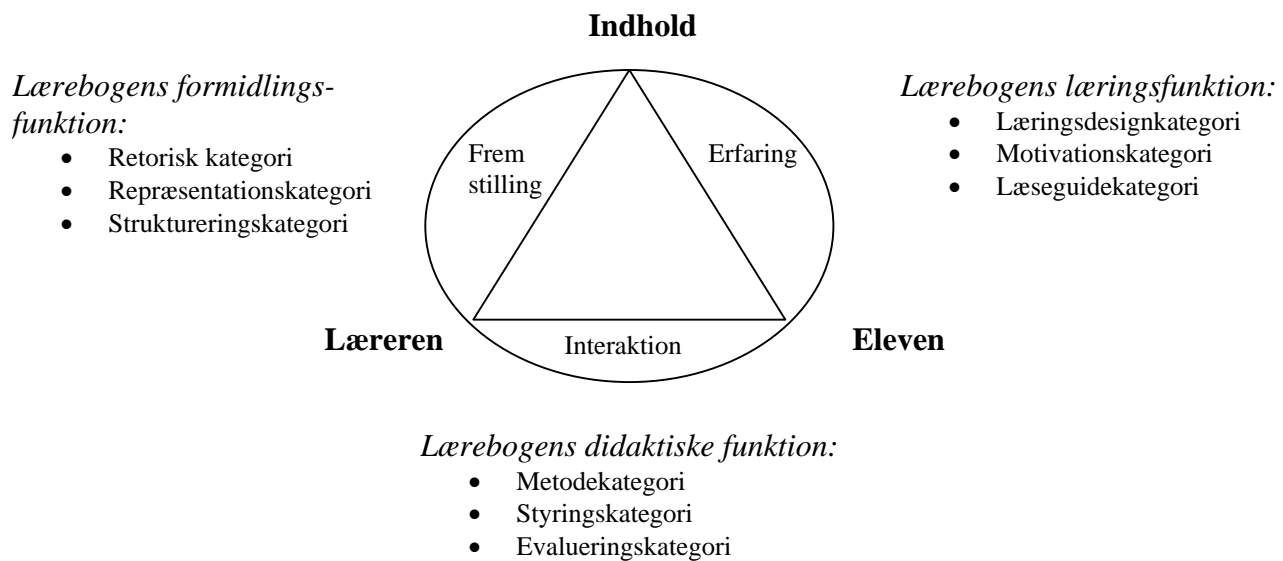 Indhold
Lærebogens formidlings-
funktion:
• Retorisk kategori
• Repræsentationskategori
• Struktureringskategori
Frem
stilling
Erfaring
Lærebogens læringsfunktion:
• Læringsdesignkategori
• Motivationskategori
• Læseguidekategori
Læreren
Interaktion
Eleven
Lærebogens didaktiske funktion:
• Metodekategori
• Styringskategori
• Evalueringskategori